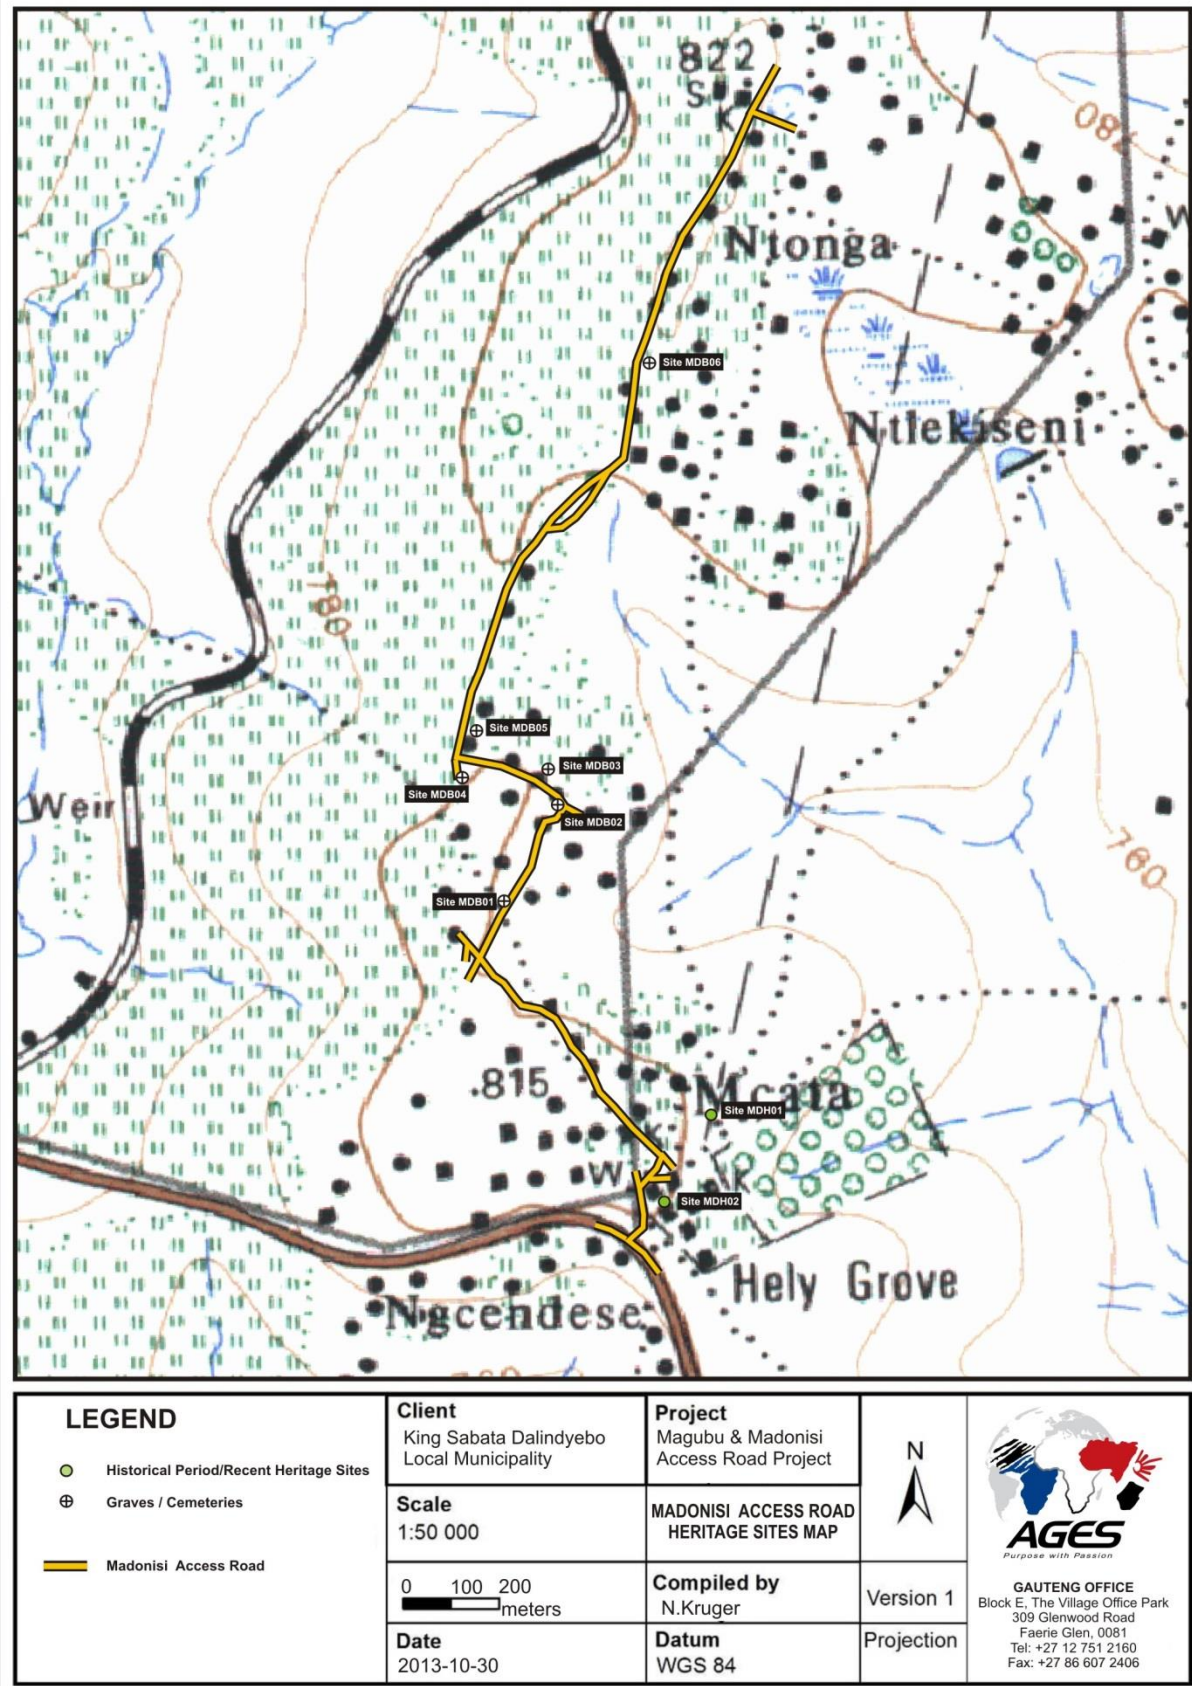 822
S
K
780
W
Ntonga
Site MDB06
Ntlekiseni
780
Site MDB05
Site MDB03
Site MDB04
Weir
Site MDB02
760
Site MDB01
.815
Mcata
Site MDH01
W
R
Site MDH02
Hely Grove
Ngcendese
LEGEND
Historical Period/Recent Heritage Sites
Graves / Cemeteries
Madonisi Access Road
Client
King Sabata Dalindyebo
Local Municipality
Scale
1:50 000
0 100 200
meters
Date
2013-10-30
Project
Magubu & Madonisi
Access Road Project
MADONISI ACCESS ROAD
HERITAGE SITES MAP
Compiled by
N.Kruger
Datum
WGS 84
N
Version 1
Projection
AGES
Purpose with Passion
GAUTENG OFFICE
Block E, The Village Office Park
309 Glenwood Road
Faerie Glen, 0081
Tel: +27 12 751 2160
Fax: +27 86 607 2406